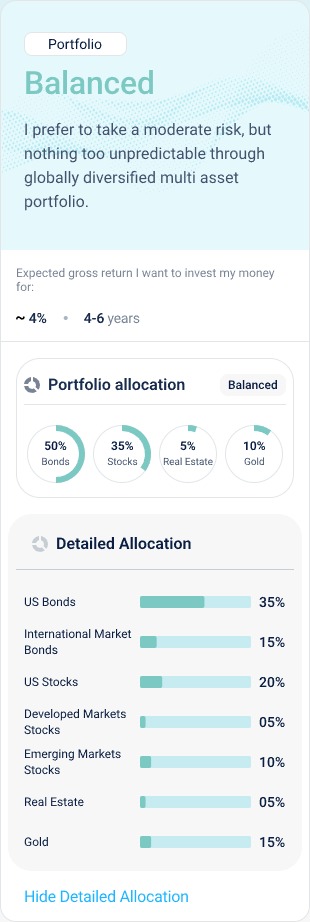 Portfolio
Balanced
I prefer to take a moderate risk, but
nothing too unpredictable through
globally diversified multi asset
portfolio.
Expected gross return I want to invest my money
for:
~ 4% • 4-6 years
Portfolio allocation Balanced
50% 35% 5% 10%
Bonds Stocks Real Estate Gold
Detailed Allocation
US Bonds 35%
International Market
Bonds 15%
US Stocks 20%
Developed Markets
Stocks 05%
Emerging Markets
Stocks 10%
Real Estate 05%
Gold 15%
Hide Detailed Allocation